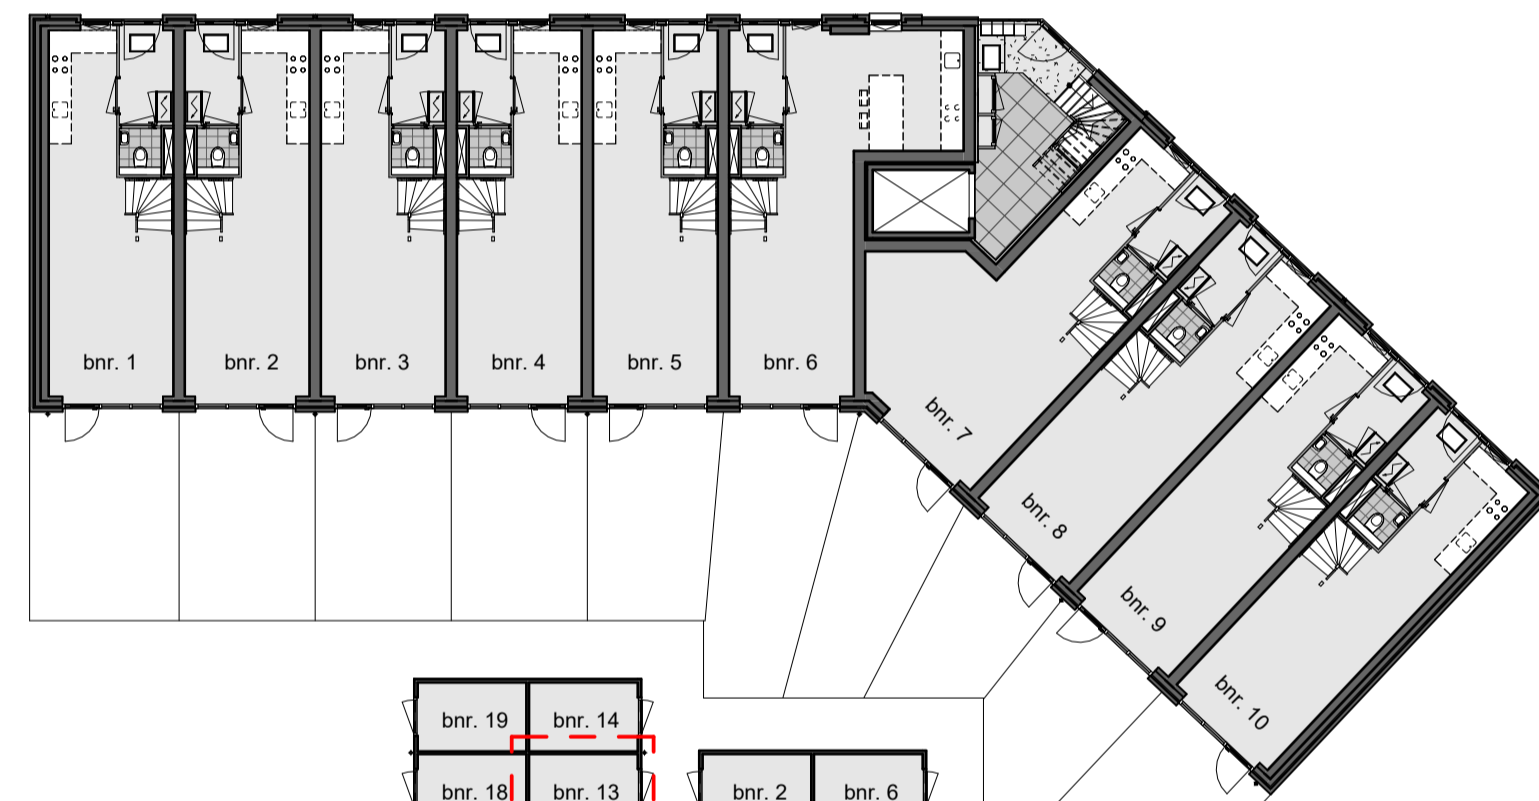 bnr. 1
bnr. 2
bnr. 3
bnr. 4
bnr. 5
bnr. 6
bnr. 7
bnr. 8
bnr. 9
bnr. 10
bnr. 19
bnr. 14
bnr. 18
bnr. 13
bnr. 2
bnr. 6